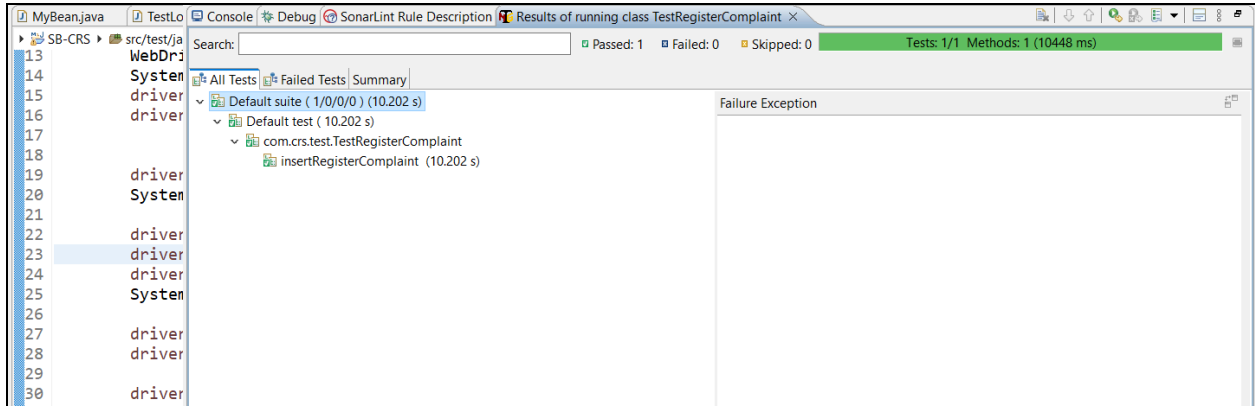 MyBean.java TestLo Console Debug SonarLint Rule Description Results of running class TestRegisterComplaint
SB-CRS src/test/ja Search: Passed: 1 Failed: 0 Skipped: 0 Tests: 1/1 Methods: 1 (10448 ms)
13 WebDri
14 System All Tests Failed Tests Summary
15 driver Default suite ( 1/0/0/0 ) (10.202 s) Failure Exception
16 driver Default test ( 10.202 s)
17 com.crs.test.TestRegisterComplaint
18 insertRegisterComplaint (10.202 s)
19 driver
20 System
21
22 driver
23 driver
24 driver
25 System
26
27 driver
28 driver
29
30 driver